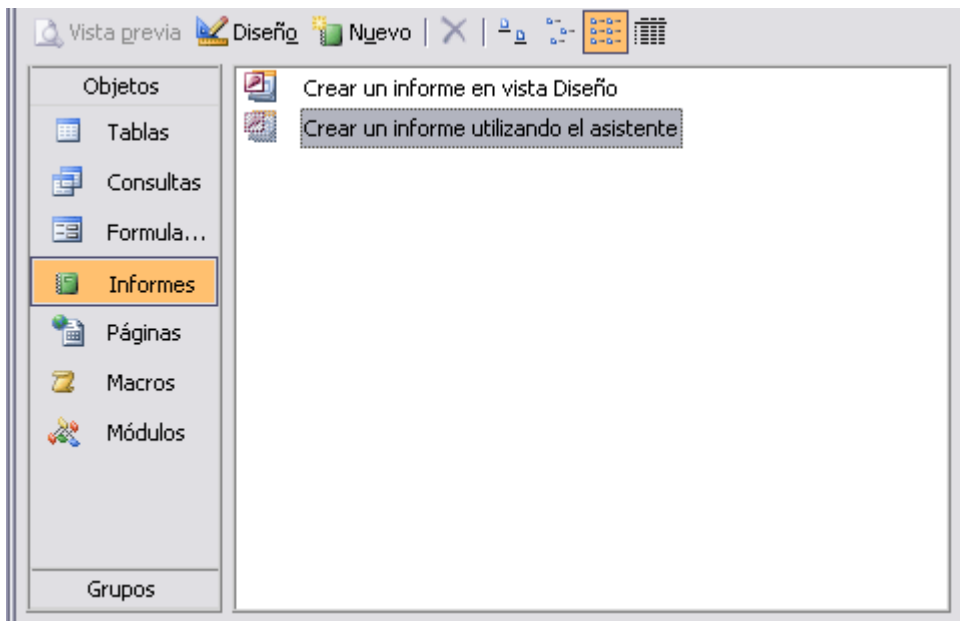 Vista previa Diseño Nuevo
Objetos
Tablas
Consultas
Formula...
Informes
Páginas
Macros
Módulos
Grupos
Crear un informe en vista Diseño
Crear un informe utilizando el asistente